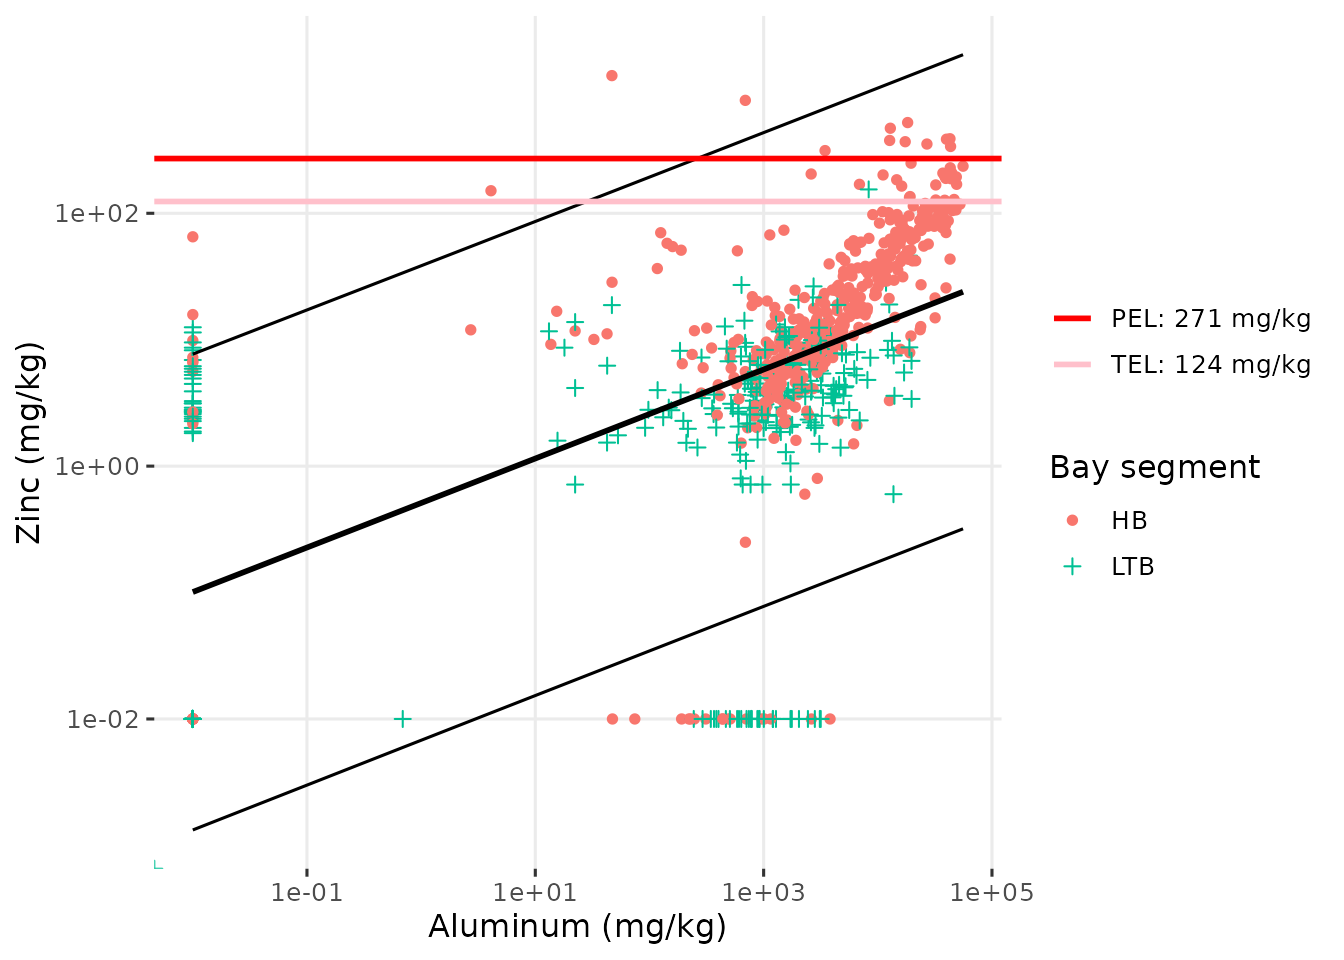 1e+02
1e+00
1e-02
Zinc (mg/kg)
1e-01
1e+01
1e+03
1e+05
Aluminum (mg/kg)
PEL: 271 mg/kg
TEL: 124 mg/kg
Bay segment
HB
LTB